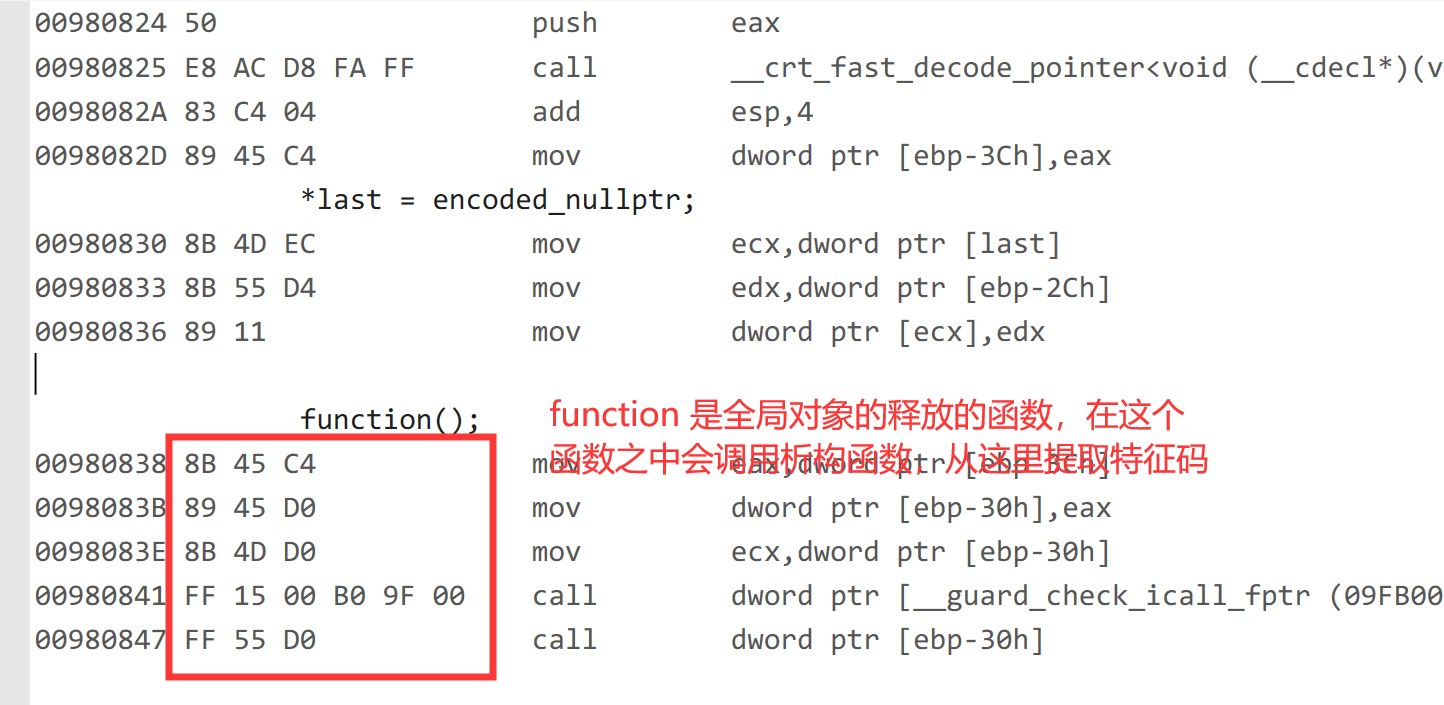 00980824 50 push eax
00980825 E8 AC D8 FA FF call __crt_fast_decode_pointer<void (__cdecl*)(v
0098082A 83 C4 04 add esp,4
0098082D 89 45 C4 mov dword ptr [ebp-3Ch],eax
*last = encoded_nullptr;
00980830 8B 4D EC mov ecx,dword ptr [last]
00980833 8B 55 D4 mov edx,dword ptr [ebp-2Ch]
00980836 89 11 mov dword ptr [ecx],edx
function();
function 是全局对象的释放的函数，在这个
函数之中会调用析构函数，从这里提取特征码
00980838 8B 45 C4 mov eax,dword ptr [ebp-3Ch]
0098083B 89 45 D0 mov dword ptr [ebp-30h],eax
0098083E 8B 4D D0 mov ecx,dword ptr [ebp-30h]
00980841 FF 15 00 B0 9F 00 call dword ptr [__guard_check_icall_fptr (09FB00
00980847 FF 55 D0 call dword ptr [ebp-30h]